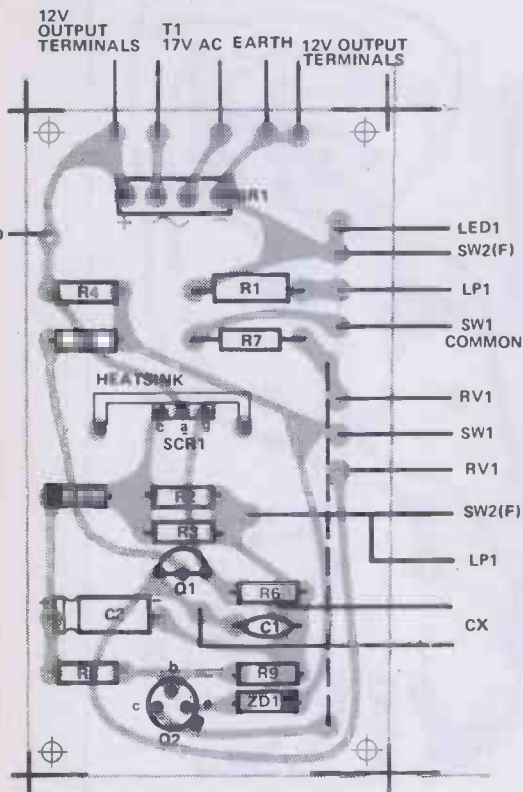 12V
OUTPUT
TERMINALS
T1
17V AC
EARTH
12V OUTPUT
TERMINALS
LED1
SW2(F)
R4
R1
LP1
R7
SW1
COMMON
HEATSINK
RV1
c a g
SCR1
SW1
RV1
R2
SW2(F)
R3
LP1
Q1
R6
C2
C1
CX
b
R9
c
e
ZD1
Q2